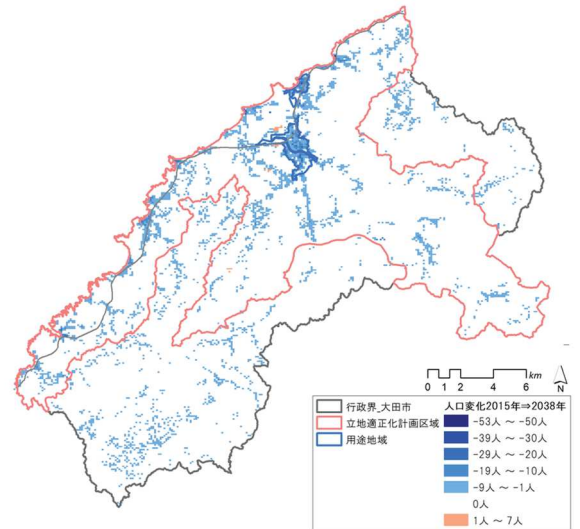 0 1 2 4 6 km
N
行政界_大田市
立地適正化計画区域
用途地域
人口変化2015年⇒2038年
-53人 ～ -50人
-39人 ～ -30人
-29人 ～ -20人
-19人 ～ -10人
-9人 ～ -1人
0人
1人 ～ 7人